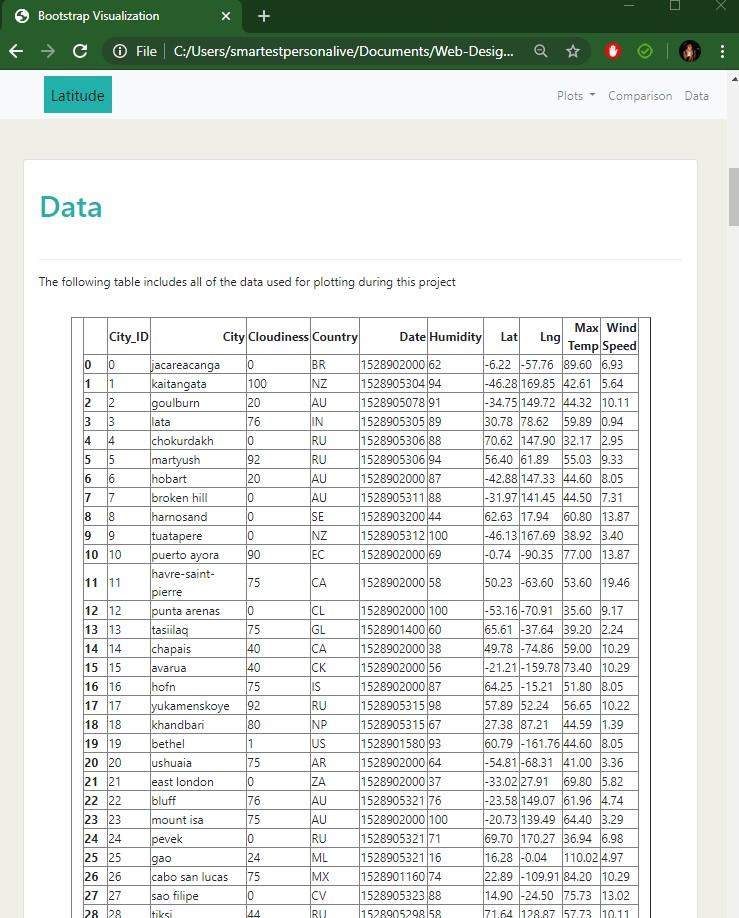 Bootstrap Visualization
File | C:/Users/smartestpersonalive/Documents/Web-Desig...
Latitude
Plots Comparison Data
Data
The following table includes all of the data used for plotting during this project
City_ID City Cloudiness Country Date Humidity Lat Lng Max Temp Wind Speed
0 0 jacareacanga 0 BR 1528902000 62 -6.22 -57.76 89.60 6.93
1 1 kaitangata 100 NZ 1528905304 94 -46.28 169.85 42.61 5.64
2 2 goulburn 20 AU 1528905078 91 -34.75 149.72 44.32 10.11
3 3 lata 76 IN 1528905305 89 30.78 78.62 59.89 0.94
4 4 chokurdakh 0 RU 1528905306 88 70.62 147.90 32.17 2.95
5 5 martyush 92 RU 1528905306 94 56.40 61.89 55.03 9.33
6 6 hobart 20 AU 1528902000 87 -42.88 147.33 44.60 8.05
7 7 broken hill 0 AU 1528905311 88 -31.97 141.45 44.50 7.31
8 8 harnosand 0 SE 1528903200 44 62.63 17.94 60.80 13.87
9 9 tuatapere 0 NZ 1528905312 100 -46.13 167.69 38.92 3.40
10 10 puerto ayora 90 EC 1528902000 69 -0.74 -90.35 77.00 13.87
11 11 havre-saint-pierre 75 CA 1528902000 58 50.23 -63.60 53.60 19.46
12 12 punta arenas 0 CL 1528902000 100 -53.16 -70.91 35.60 9.17
13 13 tasiilaq 75 GL 1528901400 60 65.61 -37.64 39.20 2.24
14 14 chapais 40 CA 1528902000 38 49.78 -74.86 59.00 10.29
15 15 avarua 40 CK 1528902000 56 -21.21 -159.78 73.40 10.29
16 16 hofn 75 IS 1528902000 87 64.25 -15.21 51.80 8.05
17 17 yukamenskoye 92 RU 1528905315 98 57.89 52.24 56.65 10.22
18 18 khandbari 80 NP 1528905315 67 27.38 87.21 44.59 1.39
19 19 bethel 1 US 1528901580 93 60.79 -161.76 44.60 8.05
20 20 ushuaia 75 AR 1528902000 64 -54.81 -68.31 41.00 3.36
21 21 east london 0 ZA 1528902000 37 -33.02 27.91 69.80 5.82
22 22 bluff 76 AU 1528905321 76 -23.58 149.07 61.96 4.74
23 23 mount isa 75 AU 1528902000 100 -20.73 139.49 64.40 3.29
24 24 pevek 0 RU 1528905321 71 69.70 170.27 36.94 6.98
25 25 gao 24 ML 1528905321 16 16.28 -0.04 110.02 4.97
26 26 cabo san lucas 75 MX 1528901160 74 22.89 -109.91 84.20 10.29
27 27 sao filipe 0 CV 1528905323 88 14.90 -24.50 75.73 13.02
28 28 tiksi 44 RU 1528905298 58 71.64 128.87 57.73 10.11